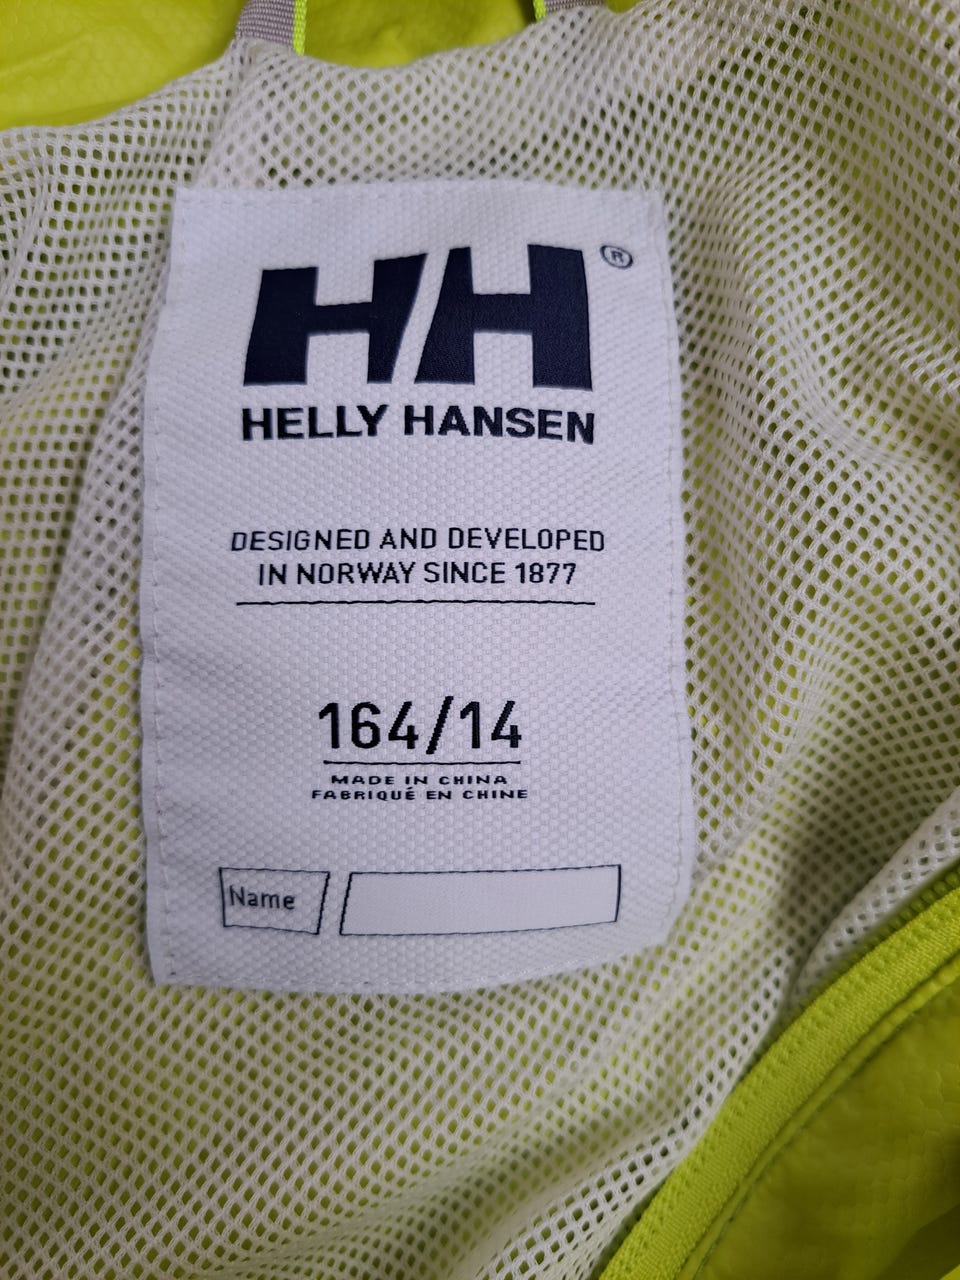 HH®
HELLY HANSEN
DESIGNED AND DEVELOPED
IN NORWAY SINCE 1877
164/14
MADE IN CHINA
FABRIQUÉ EN CHINE
Name